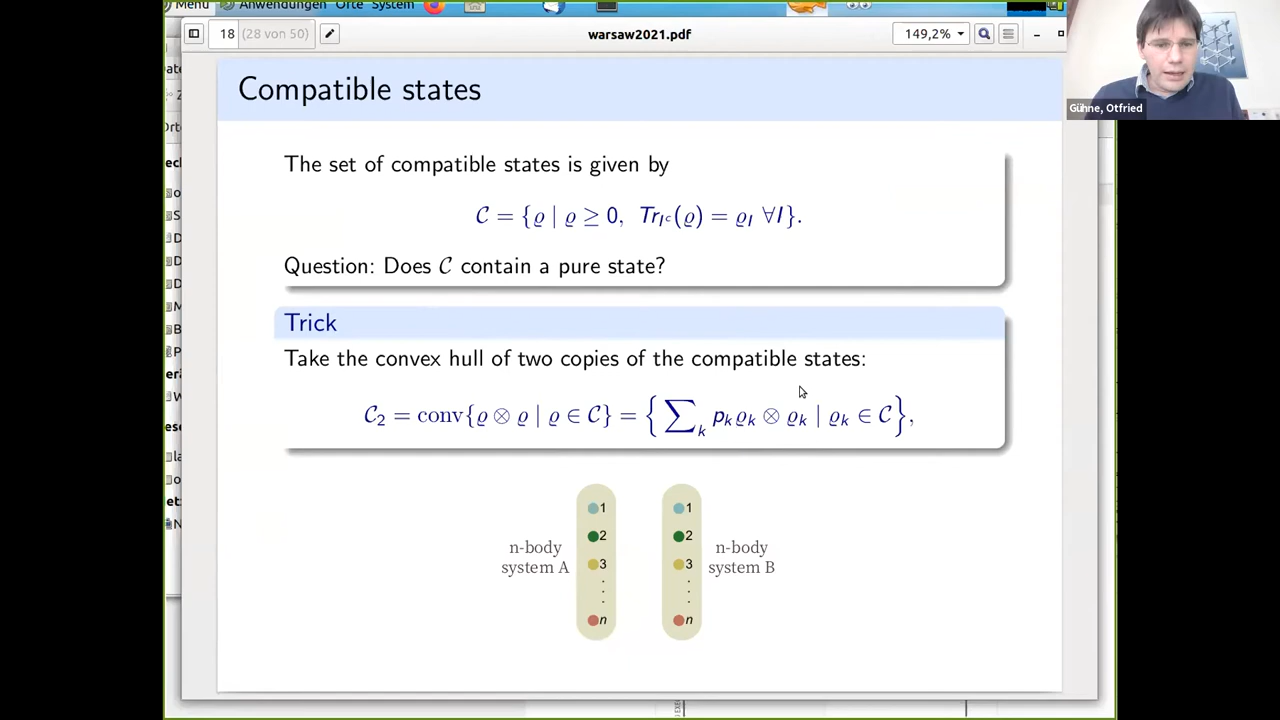 Menu Anwendungen Orte System
18 (28 von 50) warsaw2021.pdf 149,2%
Gühne, Otfried
Compatible states
The set of compatible states is given by
𝒞 = {ϱ | ϱ ≥ 0, Tr_{I^c}(ϱ) = ϱ_I ∀I}.
Question: Does 𝒞 contain a pure state?
Trick
Take the convex hull of two copies of the compatible states:
𝒞₂ = conv{ϱ ⊗ ϱ | ϱ ∈ 𝒞} = {∑_k p_k ϱ_k ⊗ ϱ_k | ϱ_k ∈ 𝒞},
1 1
2 2
n-body 3 3 n-body
system A system B
n n